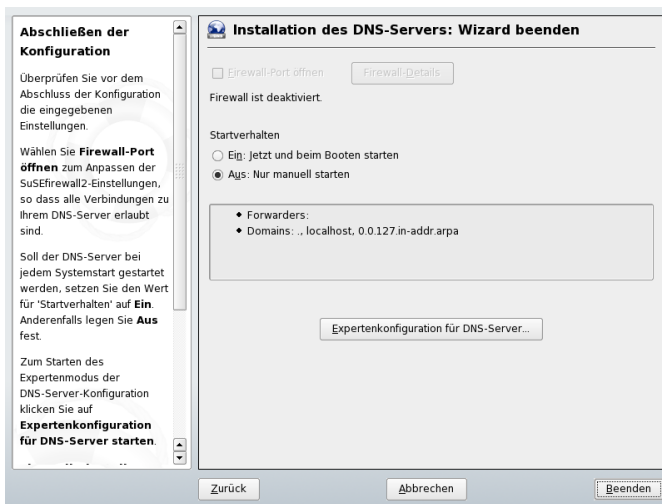 Abschließen der
Konfiguration
Überprüfen Sie vor dem
Abschluss der Konfiguration
die eingegebenen
Einstellungen.
Wählen Sie Firewall-Port
öffnen zum Anpassen der
SuSEfirewall2-Einstellungen,
so dass alle Verbindungen zu
Ihrem DNS-Server erlaubt
sind.
Soll der DNS-Server bei
jedem Systemstart gestartet
werden, setzen Sie den Wert
für 'Startverhalten' auf Ein.
Anderenfalls legen Sie Aus
fest.
Zum Starten des
Expertenmodus der
DNS-Server-Konfiguration
klicken Sie auf
Expertenkonfiguration
für DNS-Server starten.
Installation des DNS-Servers: Wizard beenden
Firewall-Port öffnen
Firewall-Details
Firewall ist deaktiviert.
Startverhalten
Ein: Jetzt und beim Booten starten
Aus: Nur manuell starten
Forwarders:
Domains: ., localhost, 0.0.127.in-addr.arpa
Expertenkonfiguration für DNS-Server...
Zurück
Abbrechen
Beenden